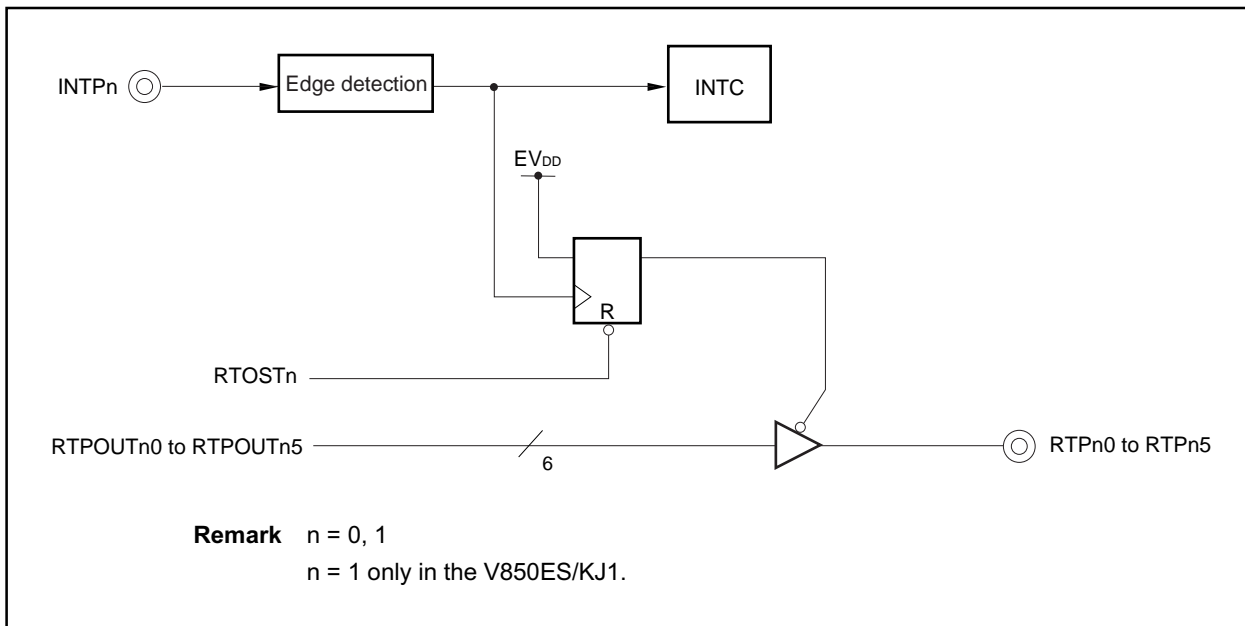 INTPn
Edge detection
INTC
EVDD
R
RTOSTn
RTPOUTn0 to RTPOUTn5
6
RTPn0 to RTPn5
Remark n = 0, 1
n = 1 only in the V850ES/KJ1.